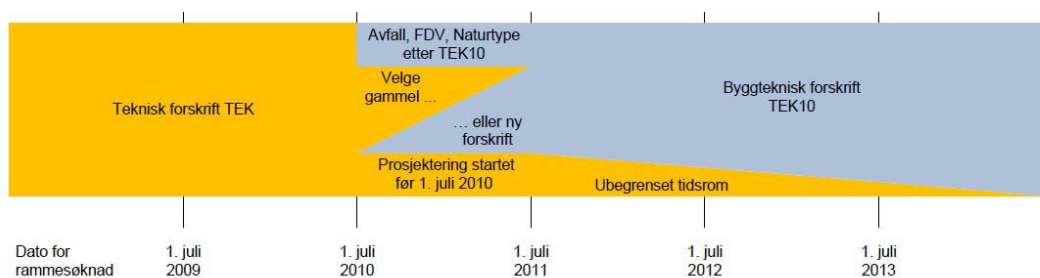 Avfall, FDV, Naturtype
etter TEK10
Velge
gammel ...
Teknisk forskrift TEK
Byggteknisk forskrift
TEK10
... eller ny
forskrift
Prosjektering startet
før 1. juli 2010
Ubegrenset tidsrom
Dato for
rammesøknad
1. juli
2009
1. juli
2010
1. juli
2011
1. juli
2012
1. juli
2013